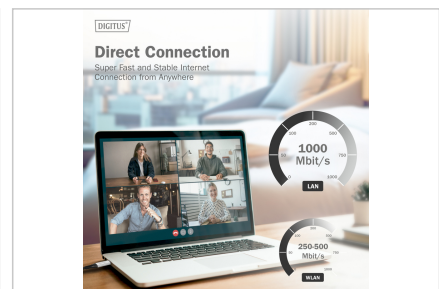 DIGITUS®
Direct Connection
Super Fast and Stable Internet
Connection from Anywhere
1000
Mbit/s
LAN
250-500
Mbit/s
WLAN